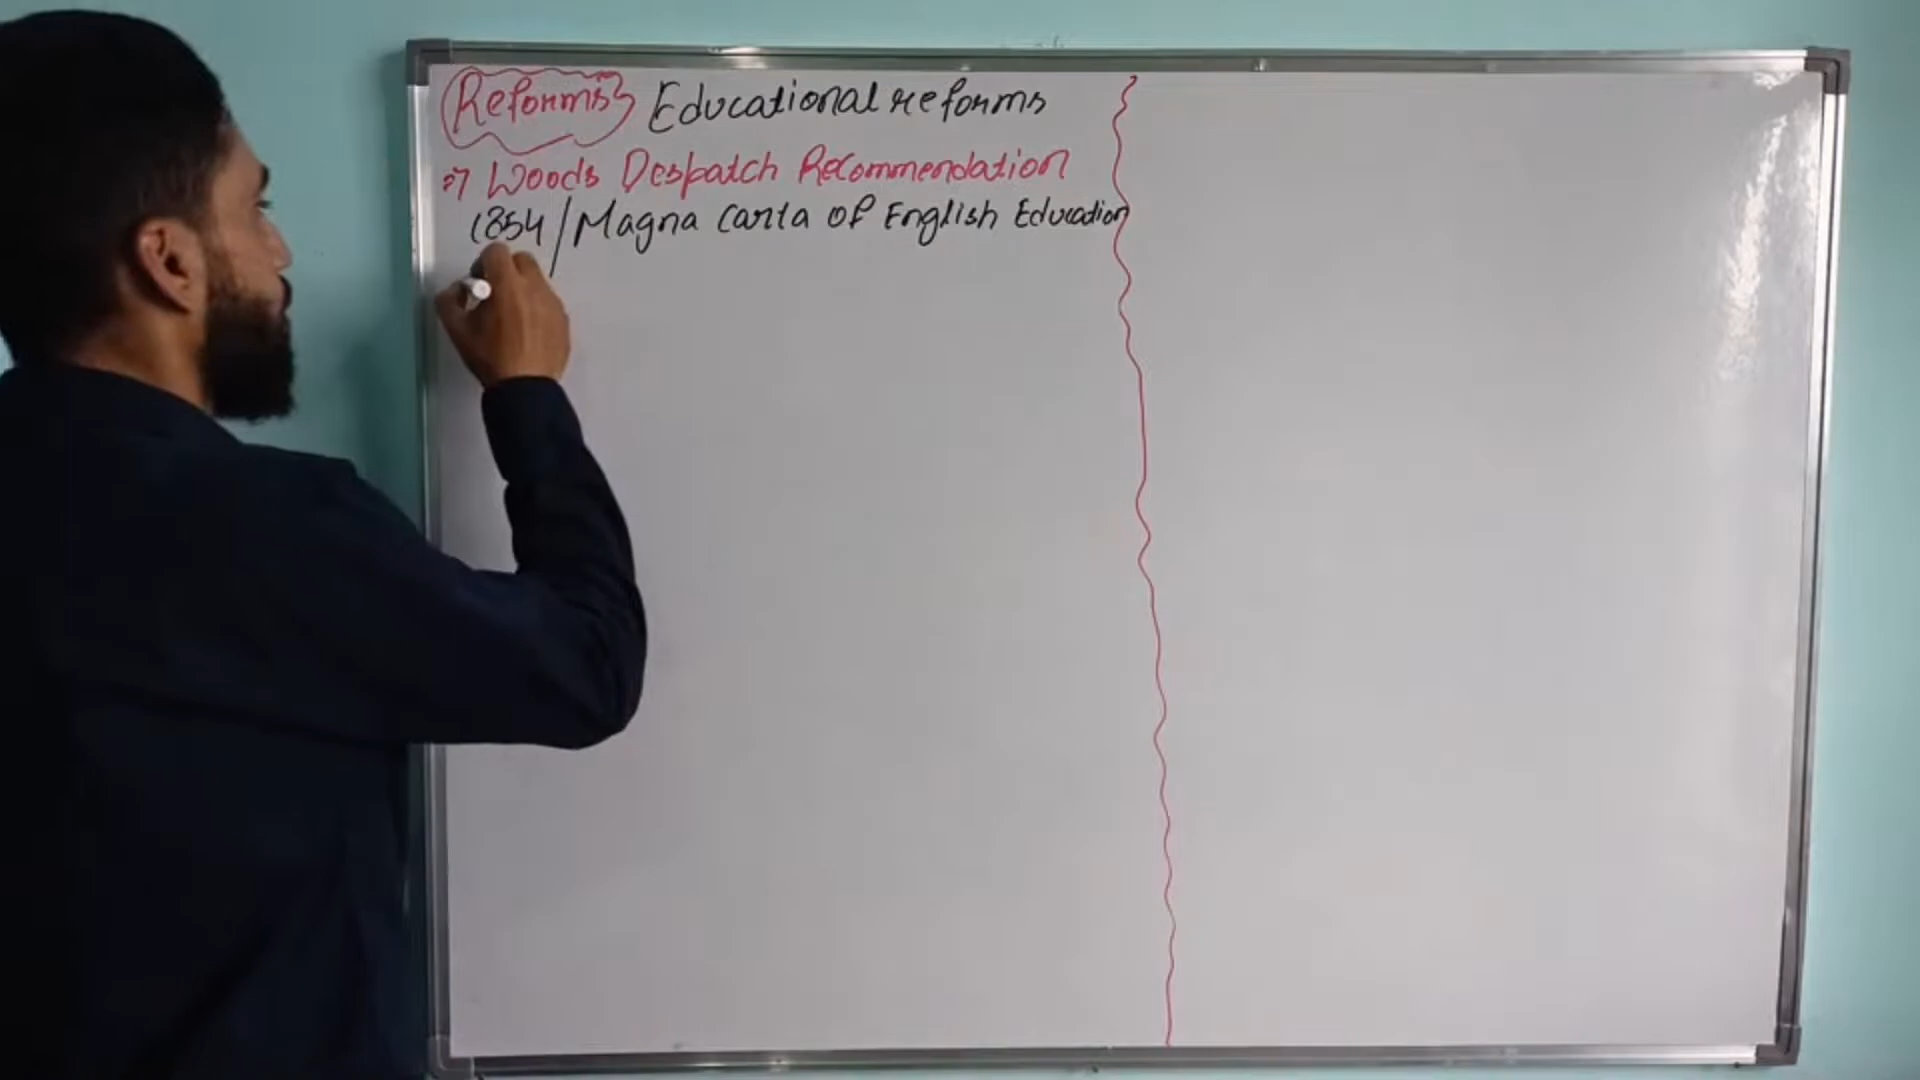 Reforms Educational reforms
⇒ Woods Despatch Recommendation
1854 / Magna Carta of English Education